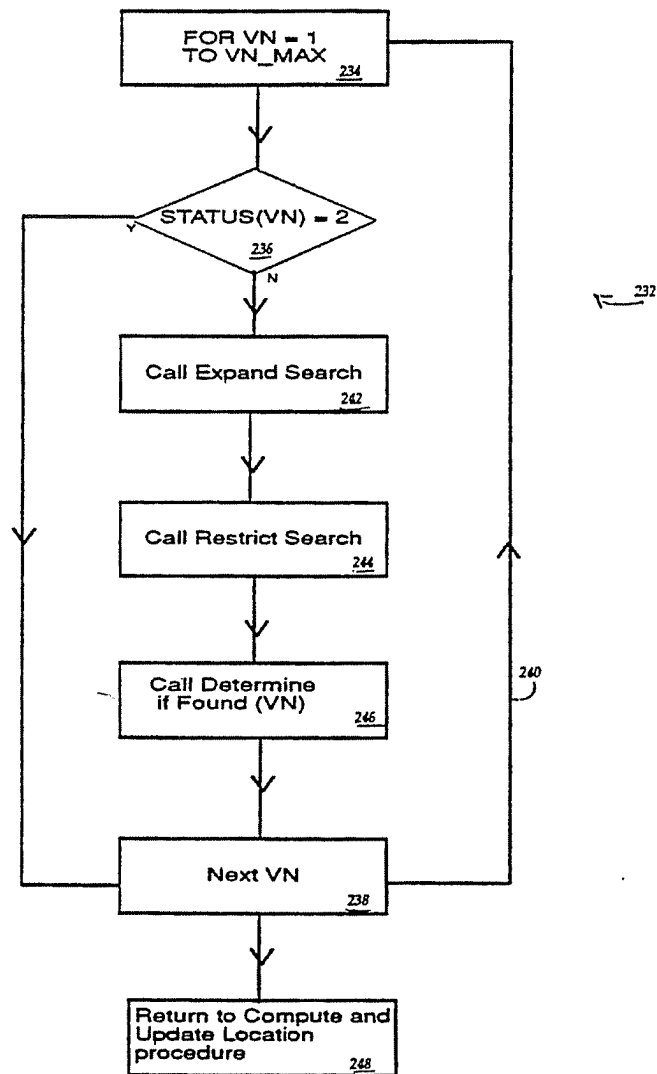 FOR VN = 1
TO VN_MAX
234
STATUS(VN) = 2
Y
236
N
232
Call Expand Search
242
Call Restrict Search
244
Call Determine
if Found (VN)
246
240
Next VN
238
Return to Compute and
Update Location
procedure
248